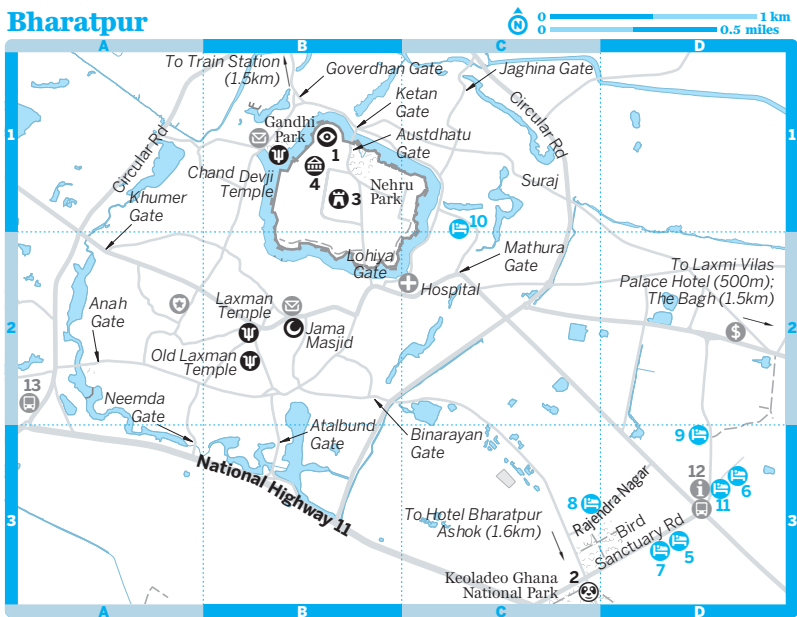 Bharatpur
N
0
1 km
0
0.5 miles
A
B
C
D
1
1
To Train Station
(1.5km)
Goverdhan Gate
Jaghina Gate
Ketan
Gate
Circular Rd
Gandhi
Park
Austdhatu
Gate
1
Circular Rd
Chand Devji
Temple
4
Nehru
Park
3
Suraj
Khumer
Gate
10
Lohiya
Gate
Mathura
Gate
Hospital
To Laxmi Vilas
Palace Hotel (500m);
The Bagh (1.5km)
2
2
Anah
Gate
Laxman
Temple
Jama
Masjid
$
Old Laxman
Temple
13
Neemda
Gate
Atalbund
Gate
Binarayan
Gate
9
National Highway 11
12
i
11
6
8
Rajendra Nagar
3
3
To Hotel Bharatpur
Ashok (1.6km)
Bird
Sanctuary Rd
7
5
Keoladeo Ghana
National Park
2
A
B
C
D